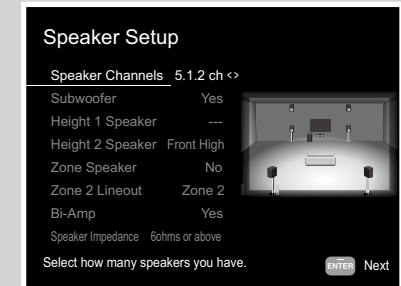 Speaker Setup
Speaker Channels 5.1.2 ch <>
Subwoofer Yes
Height 1 Speaker ---
Height 2 Speaker Front High
Zone Speaker No
Zone 2 Lineout Zone 2
Bi-Amp Yes
Speaker Impedance 6ohms or above
Select how many speakers you have.
ENTER Next